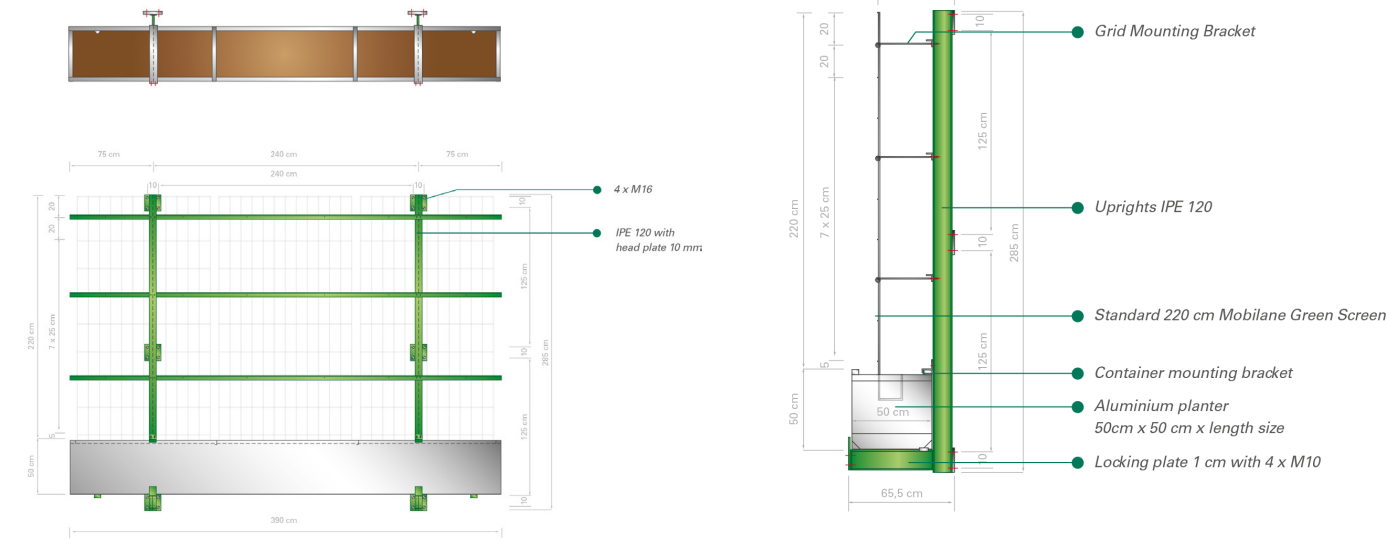 75 cm
240 cm
75 cm
240 cm
10
10
4 x M16
IPE 120 with
head plate 10 mm
20
20
7 x 25 cm
5
220 cm
50 cm
10
125 cm
10
125 cm
10
285 cm
390 cm
20
20
7 x 25 cm
5
220 cm
50 cm
50 cm
65,5 cm
10
125 cm
10
125 cm
10
285 cm
Grid Mounting Bracket
Uprights IPE 120
Standard 220 cm Mobilane Green Screen
Container mounting bracket
Aluminium planter
50cm x 50 cm x length size
Locking plate 1 cm with 4 x M10